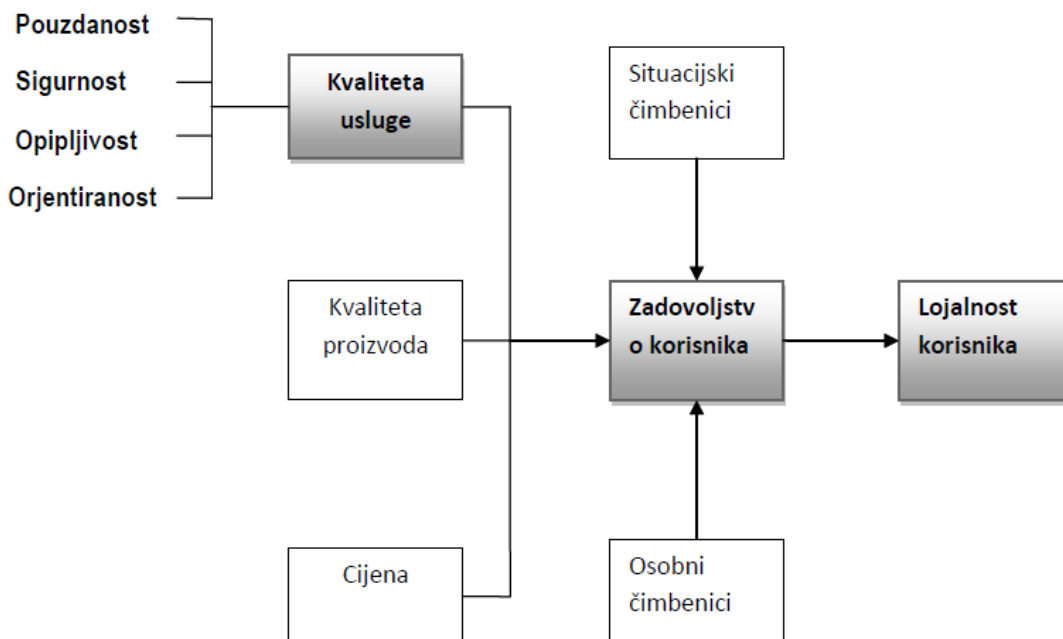 Pouzdanost
Sigurnost
Opipljivost
Orjentiranost
Kvaliteta
usluge
Situacijski
čimbenici
Kvaliteta
proizvoda
Zadovoljstv
o korisnika
Lojalnost
korisnika
Cijena
Osobni
čimbenici